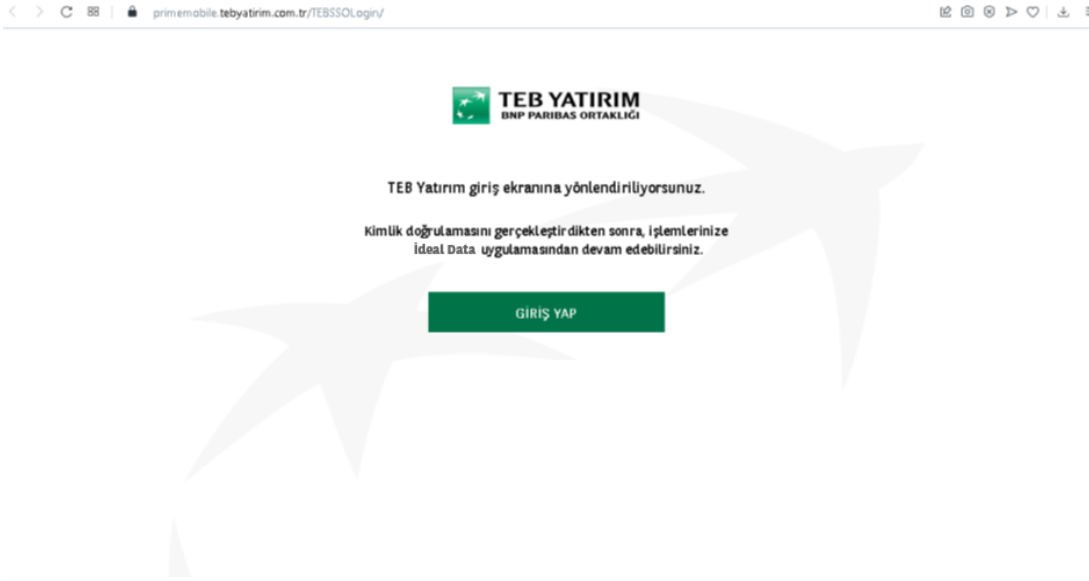 primemobile.tebyatirim.com.tr/TEBSSOLogin/
TEB YATIRIM
BNP PARIBAS ORTAKLIĞI
TEB Yatırım giriş ekranına yönlendiriliyorsunuz.
Kimlik doğrulamasını gerçekleştirdikten sonra, işlemlerinize
İdeal Data uygulamasından devam edebilirsiniz.
GİRİŞ YAP